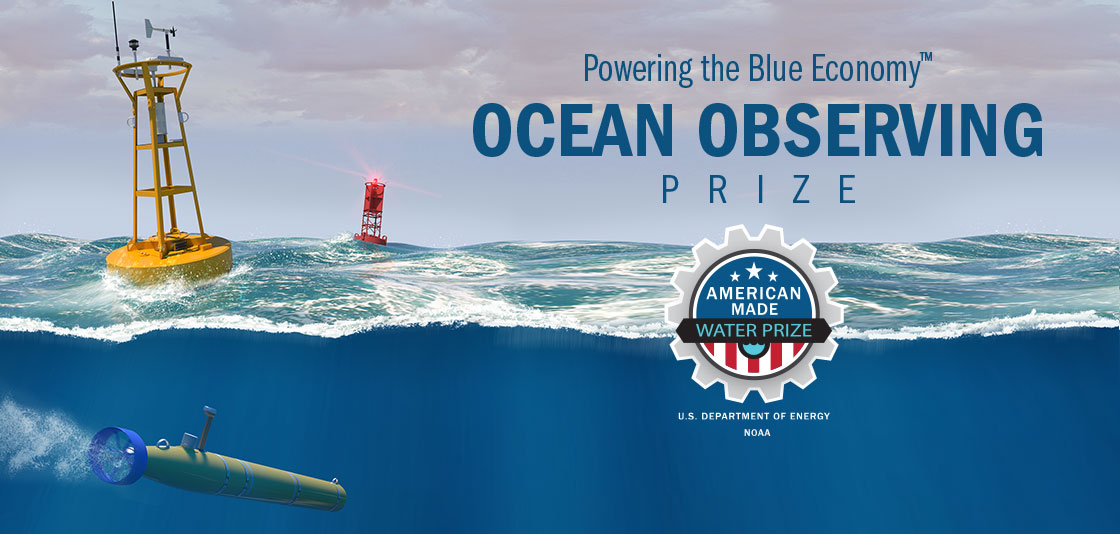 Powering the Blue Economy™
OCEAN OBSERVING
PRIZE
AMERICAN
MADE
WATER PRIZE
U.S. DEPARTMENT OF ENERGY
NOAA